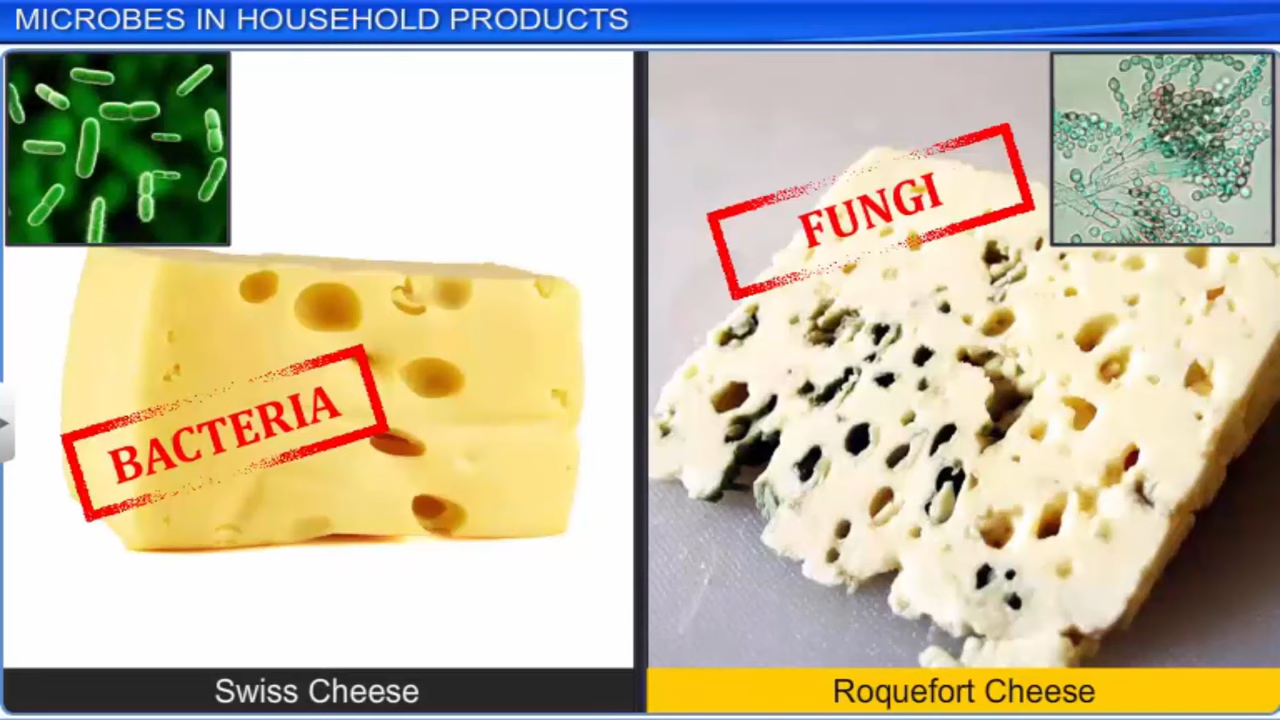 MICROBES IN HOUSEHOLD PRODUCTS
BACTERIA
FUNGI
Swiss Cheese
Roquefort Cheese